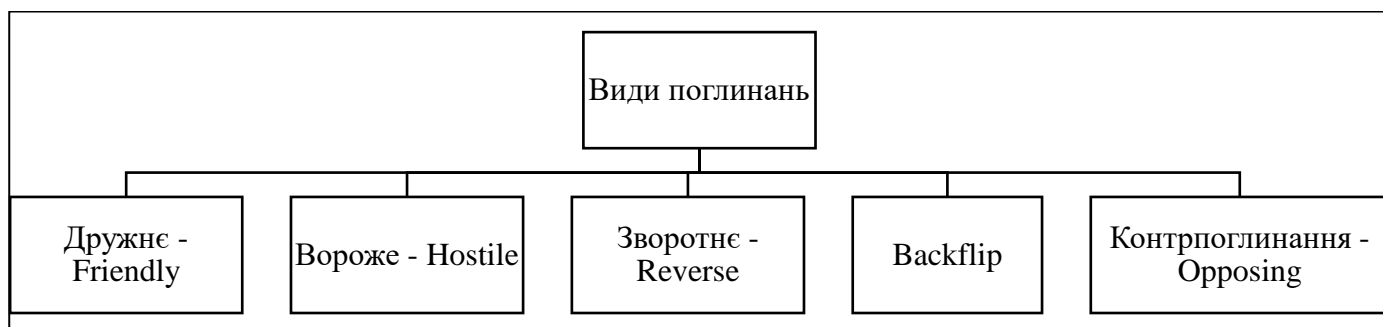 Види поглинань
Дружнє -
Friendly
Вороже - Hostile
Зворотнє -
Reverse
Backflip
Контрпоглинання -
Opposing